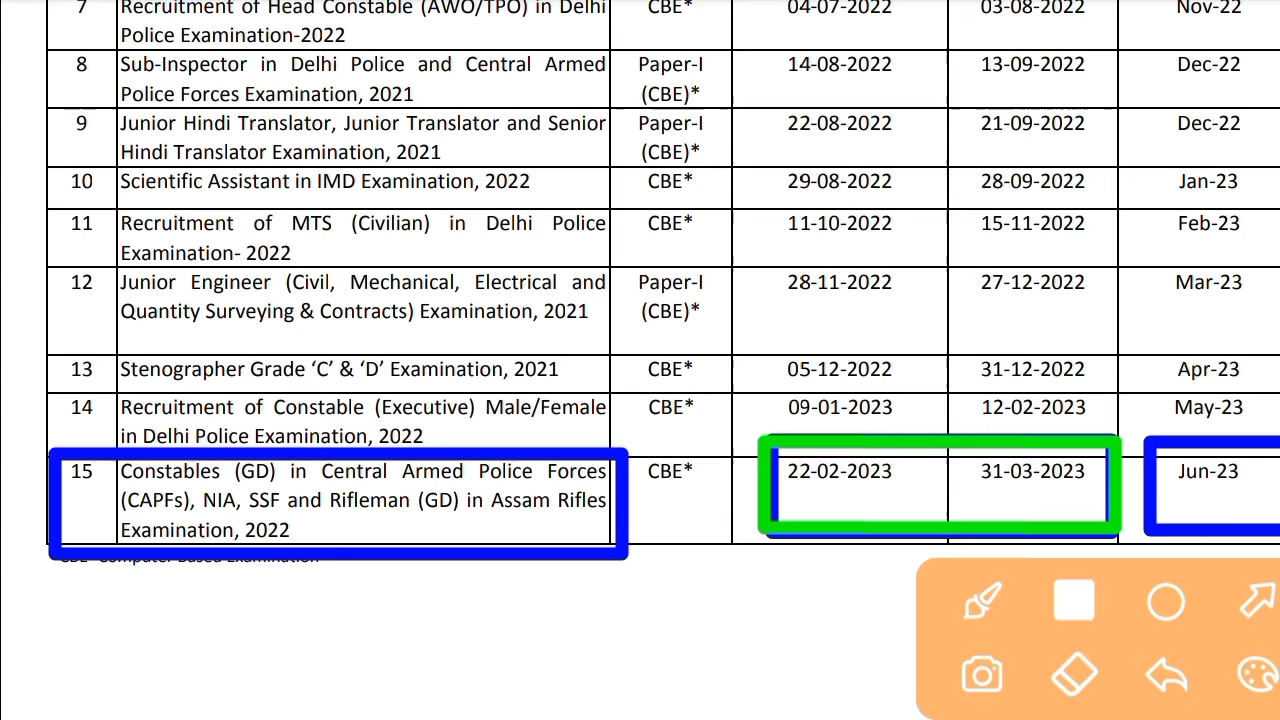 7 Recruitment of Head Constable (AWO/TPO) in Delhi CBE* 04-07-2022 03-08-2022 Nov-22
Police Examination-2022
8 Sub-Inspector in Delhi Police and Central Armed Paper-I 14-08-2022 13-09-2022 Dec-22
Police Forces Examination, 2021 (CBE)*
9 Junior Hindi Translator, Junior Translator and Senior Paper-I 22-08-2022 21-09-2022 Dec-22
Hindi Translator Examination, 2021 (CBE)*
10 Scientific Assistant in IMD Examination, 2022 CBE* 29-08-2022 28-09-2022 Jan-23
11 Recruitment of MTS (Civilian) in Delhi Police CBE* 11-10-2022 15-11-2022 Feb-23
Examination- 2022
12 Junior Engineer (Civil, Mechanical, Electrical and Paper-I 28-11-2022 27-12-2022 Mar-23
Quantity Surveying & Contracts) Examination, 2021 (CBE)*
13 Stenographer Grade ‘C’ & ‘D’ Examination, 2021 CBE* 05-12-2022 31-12-2022 Apr-23
14 Recruitment of Constable (Executive) Male/Female CBE* 09-01-2023 12-02-2023 May-23
in Delhi Police Examination, 2022
15 Constables (GD) in Central Armed Police Forces CBE* 22-02-2023 31-03-2023 Jun-23
(CAPFs), NIA, SSF and Rifleman (GD) in Assam Rifles
Examination, 2022
Computer Based Examination